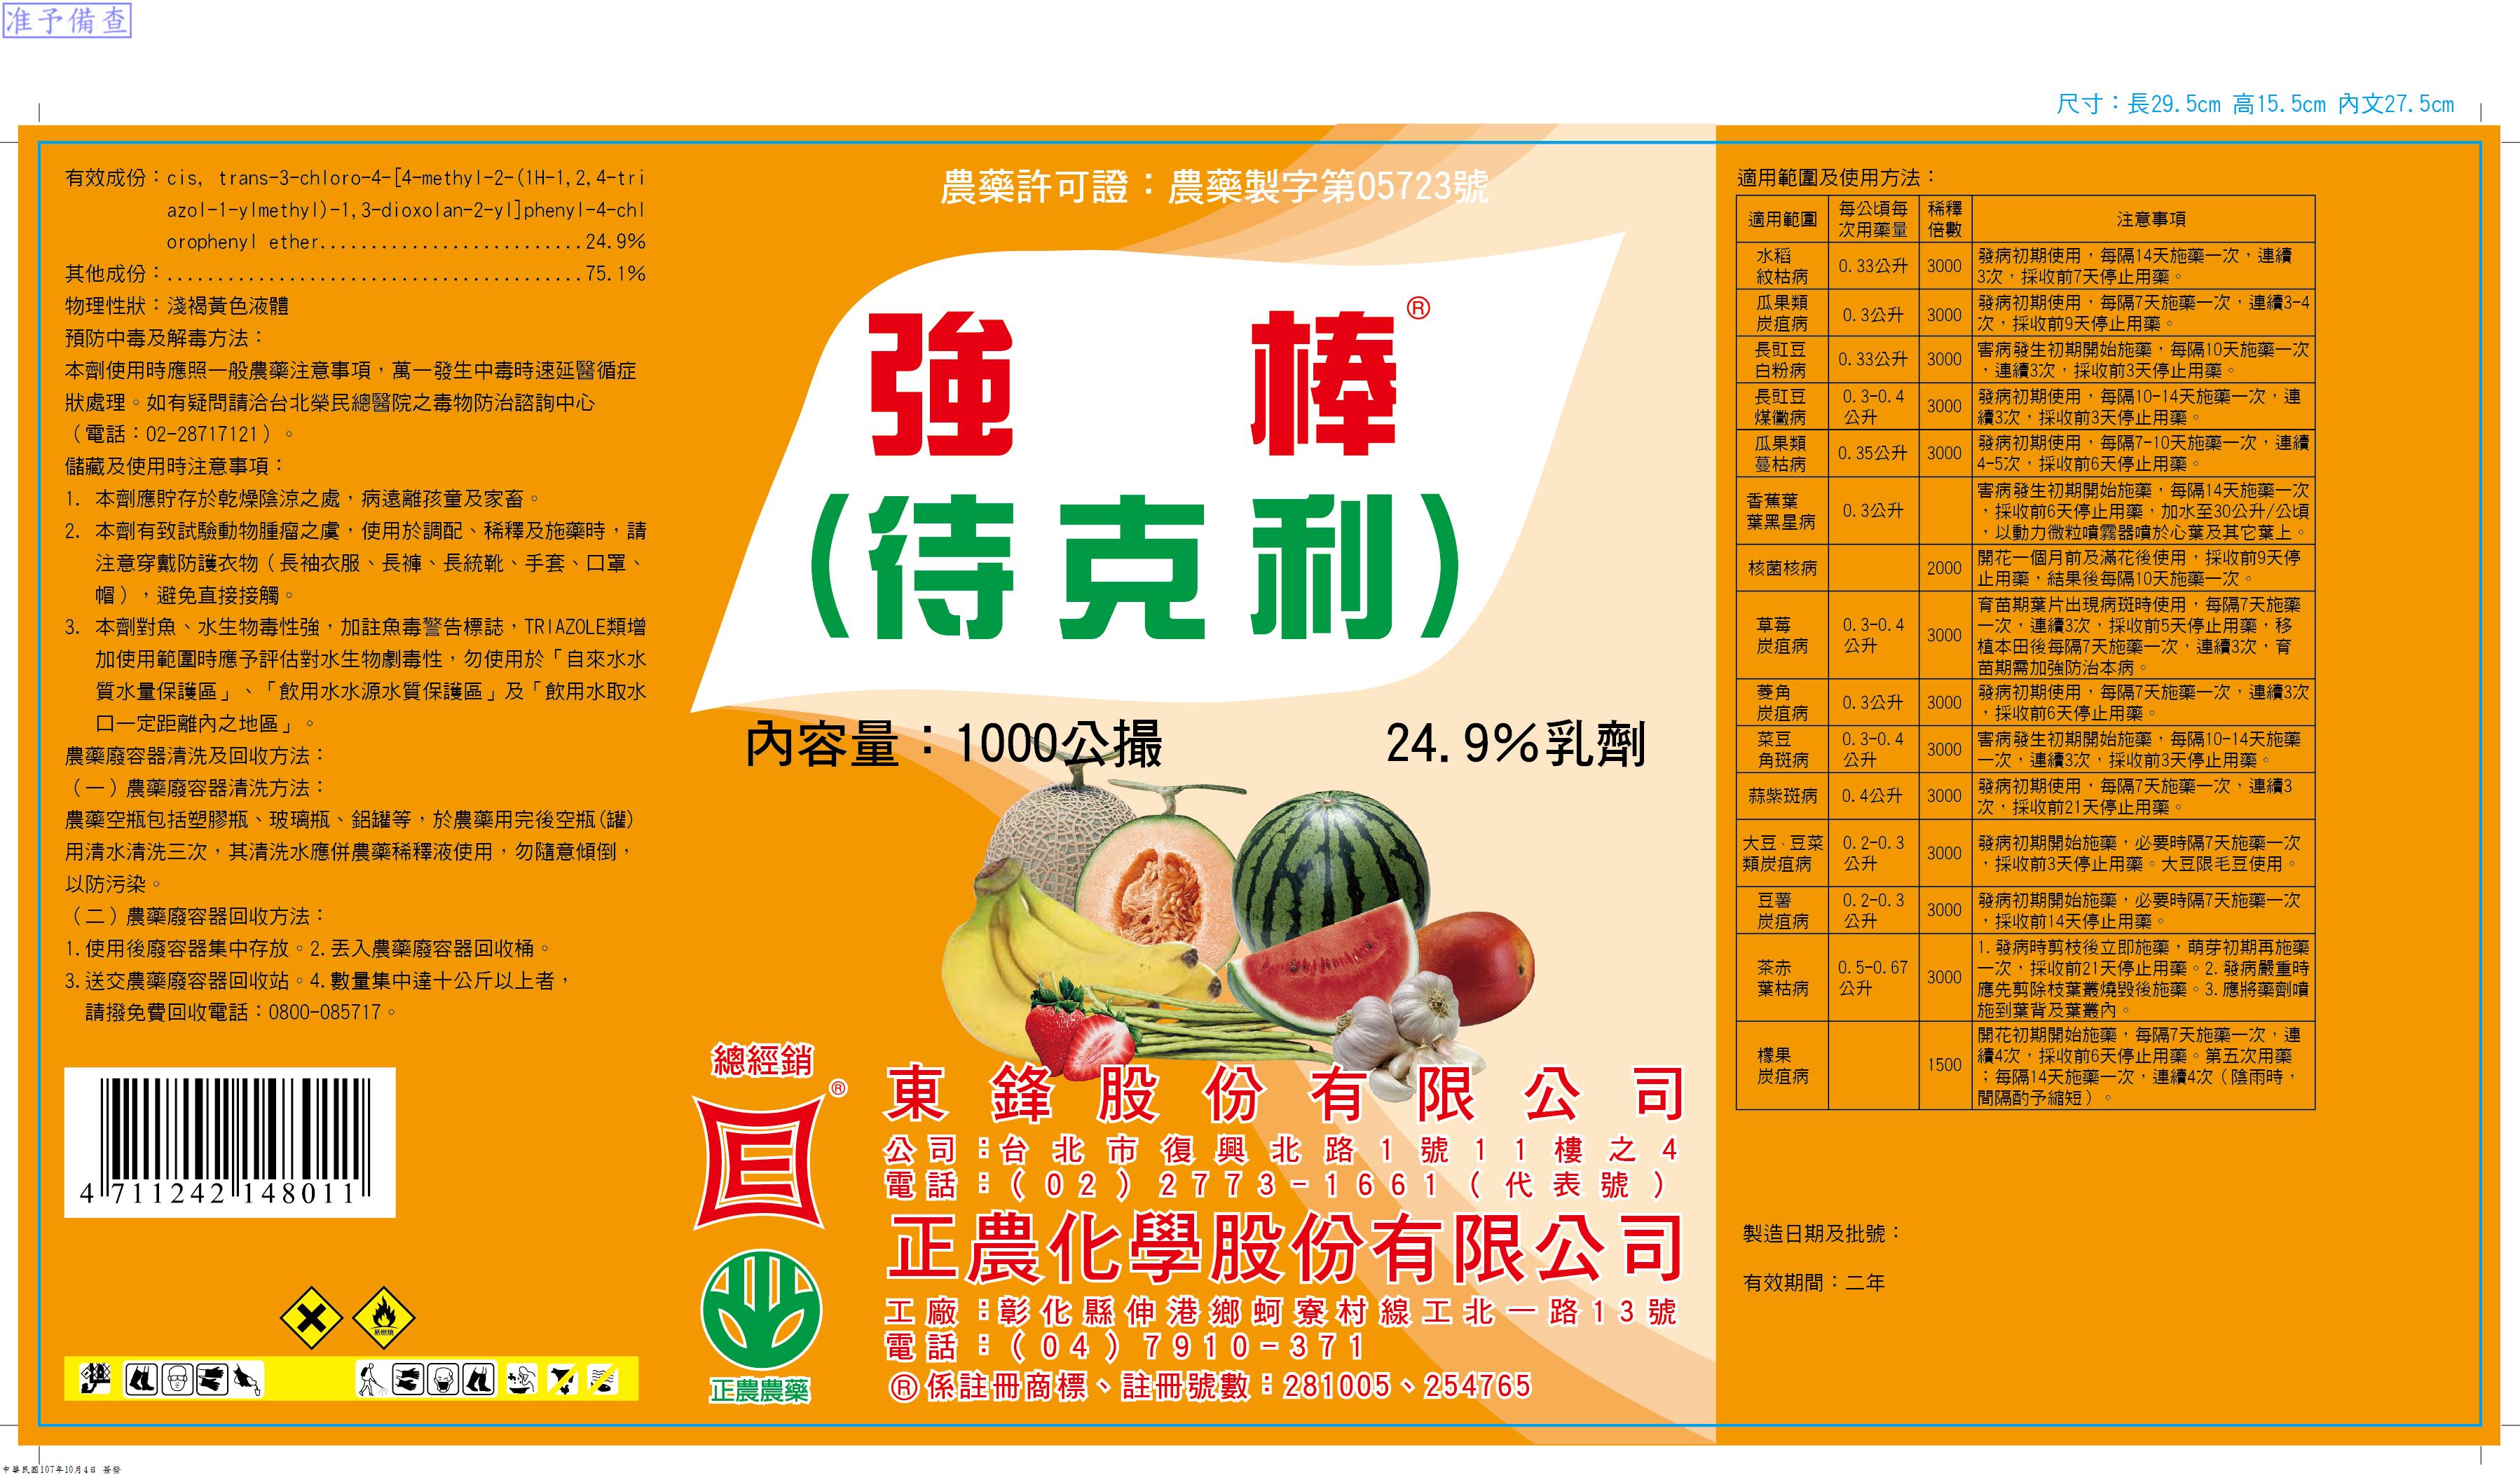 准予備查
尺寸：長29.5cm 高15.5cm 內文27.5cm
有效成份：cis, trans-3-chloro-4-[4-methyl-2-(1H-1,2,4-tri
azol-1-ylmethyl)-1,3-dioxolan-2-yl]phenyl-4-chl
orophenyl ether..........................24.9%
其他成份：.........................................75.1%
物理性狀：淺褐黃色液體
預防中毒及解毒方法：
本劑使用時應照一般農藥注意事項，萬一發生中毒時速延醫循症
狀處理。如有疑問請洽台北榮民總醫院之毒物防治諮詢中心
（電話：02-28717121）。
儲藏及使用時注意事項：
1. 本劑應貯存於乾燥陰涼之處，病遠離孩童及家畜。
2. 本劑有致試驗動物腫瘤之虞，使用於調配、稀釋及施藥時，請
注意穿戴防護衣物（長袖衣服、長褲、長統靴、手套、口罩、
帽），避免直接接觸。
3. 本劑對魚、水生物毒性強，加註魚毒警告標誌，TRIAZOLE類增
加使用範圍時應予評估對水生物劇毒性，勿使用於「自來水水
質水量保護區」、「飲用水水源水質保護區」及「飲用水取水
口一定距離內之地區」。
農藥廢容器清洗及回收方法：
（一）農藥廢容器清洗方法：
農藥空瓶包括塑膠瓶、玻璃瓶、鋁罐等，於農藥用完後空瓶(罐)
用清水清洗三次，其清洗水應併農藥稀釋液使用，勿隨意傾倒，
以防污染。
（二）農藥廢容器回收方法：
1.使用後廢容器集中存放。2.丟入農藥廢容器回收桶。
3.送交農藥廢容器回收站。4.數量集中達十公斤以上者，
請撥免費回收電話：0800-085717。
4 711242 148011
易燃燒
農藥許可證：農藥製字第05723號
強 棒®
(待克利)
內容量：1000公撮 24.9%乳劑
總經銷
®
正農農藥
東鋒股份有限公司
公司：台北市復興北路1號11樓之4
電話：(02)2773-1661(代表號)
正農化學股份有限公司
工廠：彰化縣伸港鄉蚵寮村線工北一路13號
電話：(04)7910-371
®係註冊商標、註冊號數：281005、254765
適用範圍及使用方法：
適用範圍 每公頃每次用藥量 稀釋倍數 注意事項
水稻紋枯病 0.33公升 3000 發病初期使用，每隔14天施藥一次，連續
3次，採收前7天停止用藥。
瓜果類炭疽病 0.3公升 3000 發病初期使用，每隔7天施藥一次，連續3-4
次，採收前9天停止用藥。
長豇豆白粉病 0.33公升 3000 害病發生初期開始施藥，每隔10天施藥一次
，連續3次，採收前3天停止用藥。
長豇豆煤黴病 0.3-0.4公升 3000 發病初期使用，每隔10-14天施藥一次，連
續3次，採收前3天停止用藥。
瓜果類蔓枯病 0.35公升 3000 發病初期使用，每隔7-10天施藥一次，連續
4-5次，採收前6天停止用藥。
香蕉葉葉黑星病 0.3公升 害病發生初期開始施藥，每隔14天施藥一次
，採收前6天停止用藥，加水至30公升/公頃
，以動力微粒噴霧器噴於心葉及其它葉上。
核菌核病 2000 開花一個月前及滿花後使用，採收前9天停
止用藥，結果後每隔10天施藥一次。
草莓炭疽病 0.3-0.4公升 3000 育苗期葉片出現病斑時使用，每隔7天施藥
一次，連續3次，採收前5天停止用藥，移
植本田後每隔7天施藥一次，連續3次，育
苗期需加強防治本病。
菱角炭疽病 0.3公升 3000 發病初期使用，每隔7天施藥一次，連續3次
，採收前6天停止用藥。
菜豆角斑病 0.3-0.4公升 3000 害病發生初期開始施藥，每隔10-14天施藥
一次，連續3次，採收前3天停止用藥。
蒜紫斑病 0.4公升 3000 發病初期使用，每隔7天施藥一次，連續3
次，採收前21天停止用藥。
大豆、豆菜類炭疽病 0.2-0.3公升 3000 發病初期開始施藥，必要時隔7天施藥一次
，採收前3天停止用藥。大豆限毛豆使用。
豆薯炭疽病 0.2-0.3公升 3000 發病初期開始施藥，必要時隔7天施藥一次
，採收前14天停止用藥。
茶赤葉枯病 0.5-0.67公升 3000 1.發病時剪枝後立即施藥，萌芽初期再施藥
一次，採收前21天停止用藥。2.發病嚴重時
應先剪除枝葉叢燒毀後施藥。3.應將藥劑噴
施到葉背及葉叢內。
檬果炭疽病 1500 開花初期開始施藥，每隔7天施藥一次，連
續4次，採收前6天停止用藥。第五次用藥
；每隔14天施藥一次，連續4次（陰雨時，
間隔酌予縮短）。
製造日期及批號：
有效期間：二年
中華民國107年10月4日 簽發